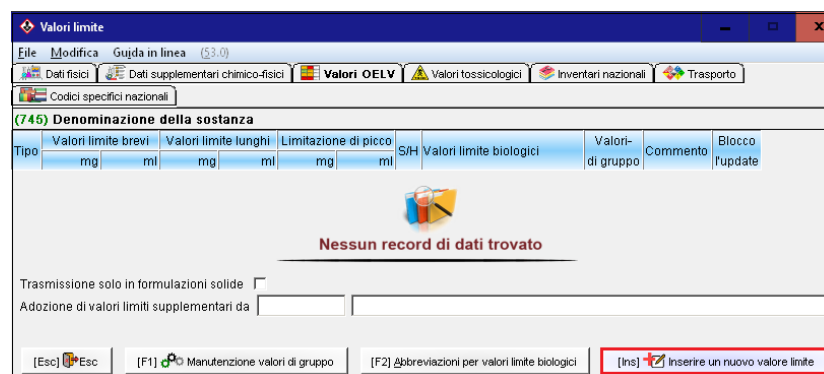 Valori limite
File Modifica Gujda in linea (53.0)
Dati fisici Dati supplementari chimico-fisici Valori OELV Valori tossicologici Inventari nazionali Trasporto
Codici specifici nazionali
(745) Denominazione della sostanza
Tipo Valori limite brevi Valori limite lunghi Limitazione di picco S/H Valori limite biologici Valori- Commento Blocco
mg ml mg ml mg ml di gruppo l'update
Nessun record di dati trovato
Trasmissione solo in formulazioni solide
Adozione di valori limiti supplementari da
[Esc] Esc [F1] Manutenzione valori di gruppo [F2] Abbreviazioni per valori limite biologici [Ins] Inserire un nuovo valore limite